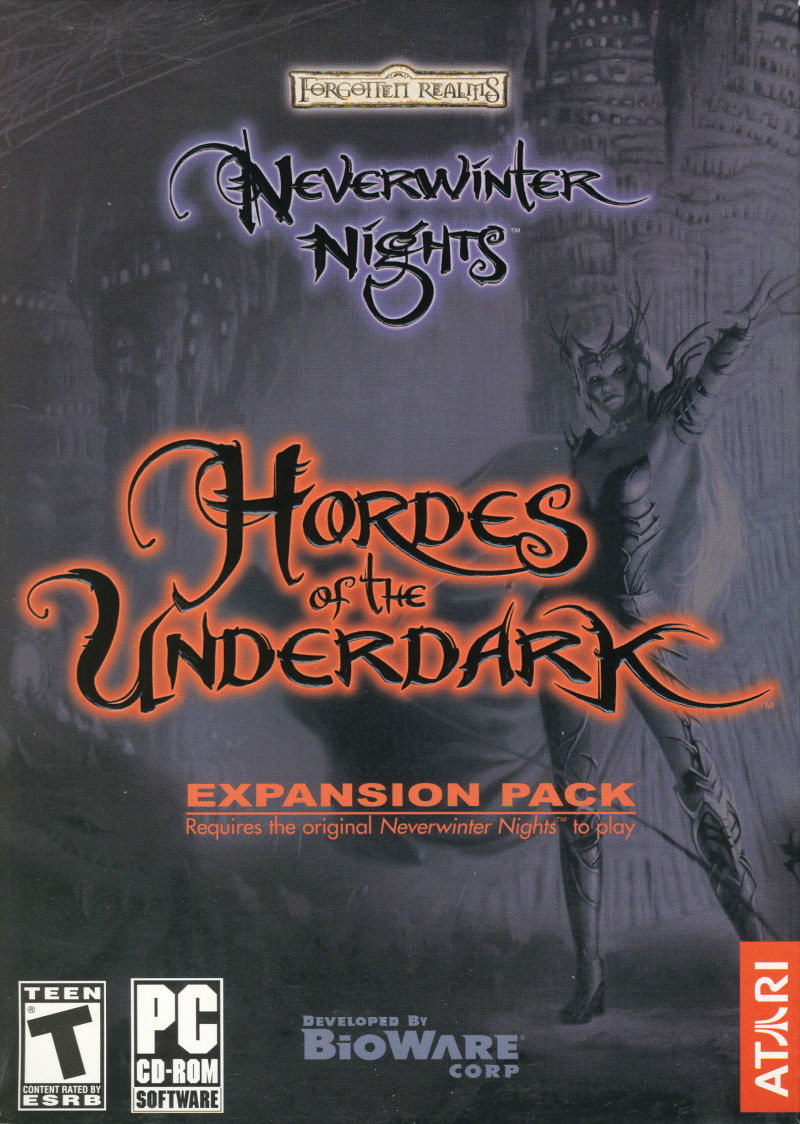 FORGOTTEN REALMS
NEVERWINTER
NIGHTS™
HORDES
OF THE
UNDERDARK™
EXPANSION PACK
Requires the original Neverwinter Nights™ to play
TEEN
®
T
CONTENT RATED BY
ESRB
PC
CD-ROM
SOFTWARE
DEVELOPED BY
BIOWARE®
CORP
ATARI